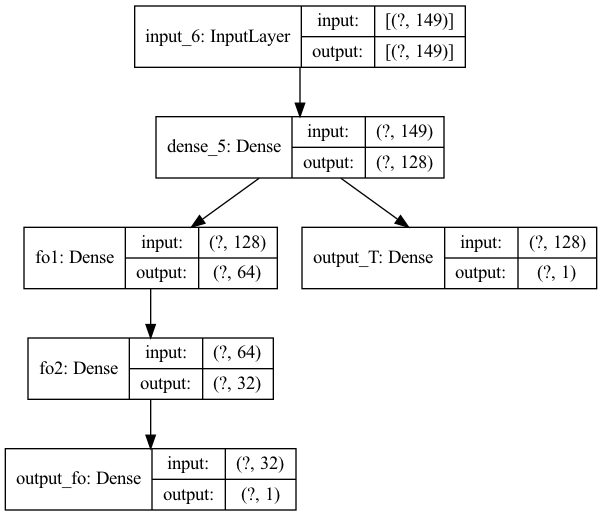 input_6: InputLayer
input: [(?, 149)]
output: [(?, 149)]
dense_5: Dense
input: (?, 149)
output: (?, 128)
fo1: Dense
input: (?, 128)
output: (?, 64)
output_T: Dense
input: (?, 128)
output: (?, 1)
fo2: Dense
input: (?, 64)
output: (?, 32)
output_fo: Dense
input: (?, 32)
output: (?, 1)